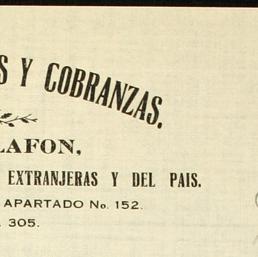 S Y COBRANZAS.
LAFON,
EXTRANJERAS Y DEL PAIS.
APARTADO No. 152.
305.